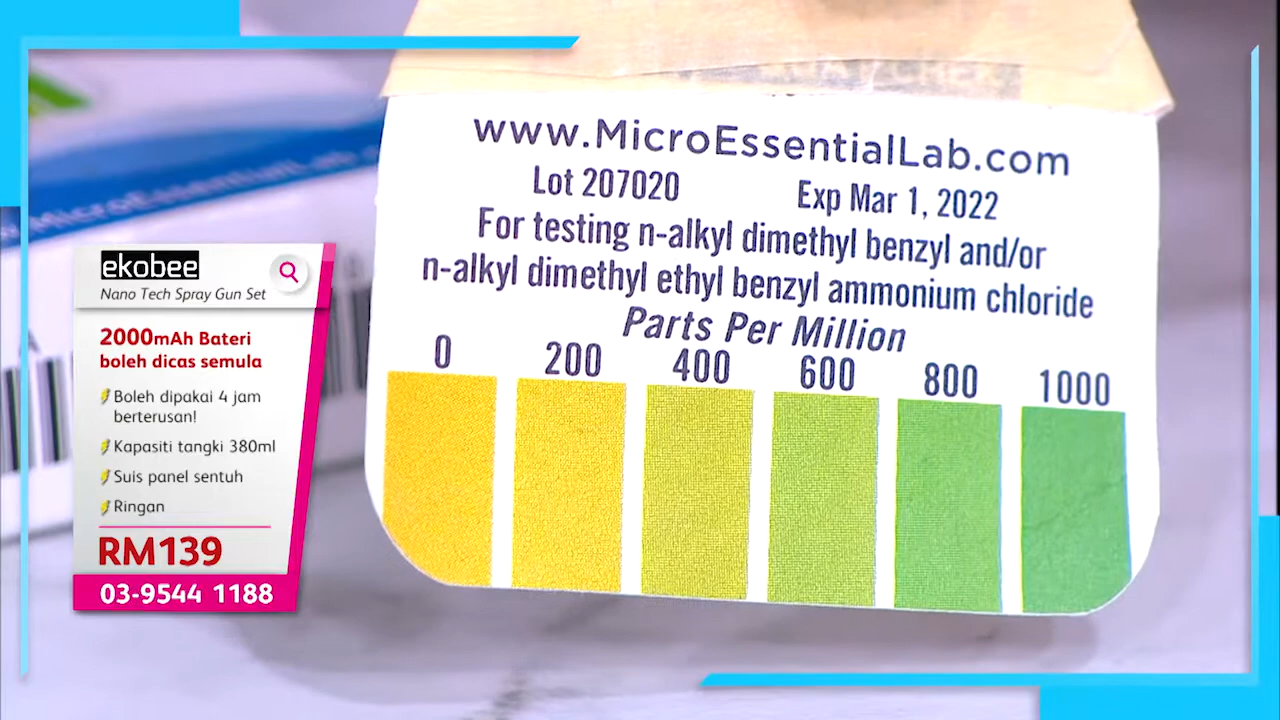 www.MicroEssentialLab.com
Lot 207020 Exp Mar 1, 2022
For testing n-alkyl dimethyl benzyl and/or
n-alkyl dimethyl ethyl benzyl ammonium chloride
Parts Per Million
0 200 400 600 800 1000
MicroEssentialLab
ekobee
Nano Tech Spray Gun Set
2000mAh Bateri
boleh dicas semula
Boleh dipakai 4 jam
berterusan!
Kapasiti tangki 380ml
Suis panel sentuh
Ringan
RM139
03-9544 1188